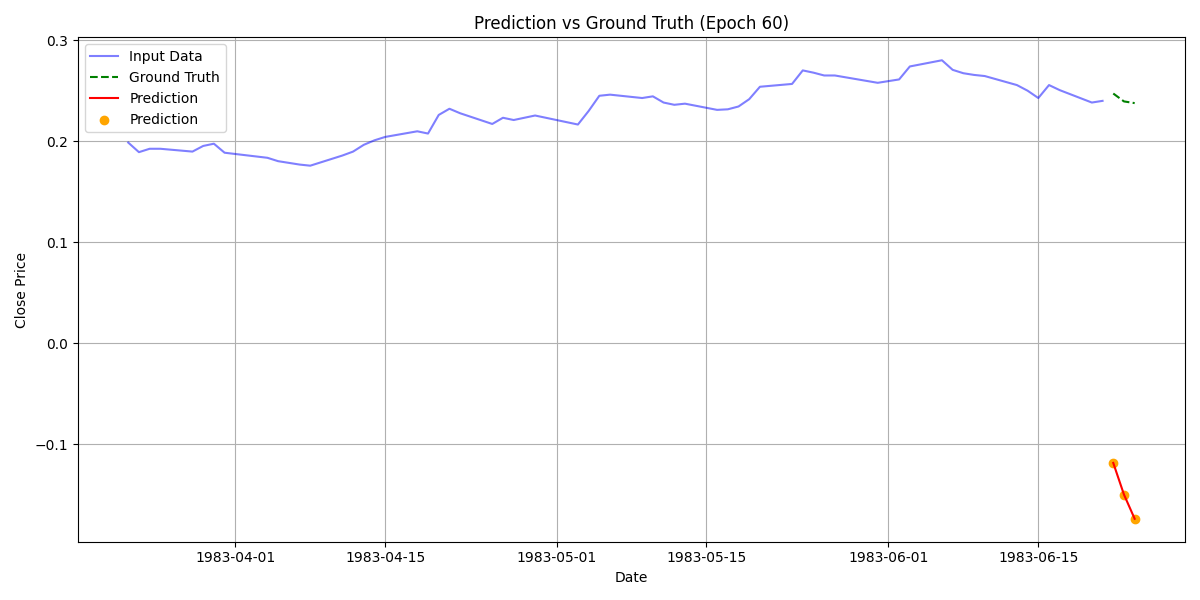 Prediction vs Ground Truth (Epoch 60)
Input Data
Ground Truth
Prediction
Prediction
Close Price
0.3
0.2
0.1
0.0
−0.1
1983-04-01
1983-04-15
1983-05-01
1983-05-15
1983-06-01
1983-06-15
Date